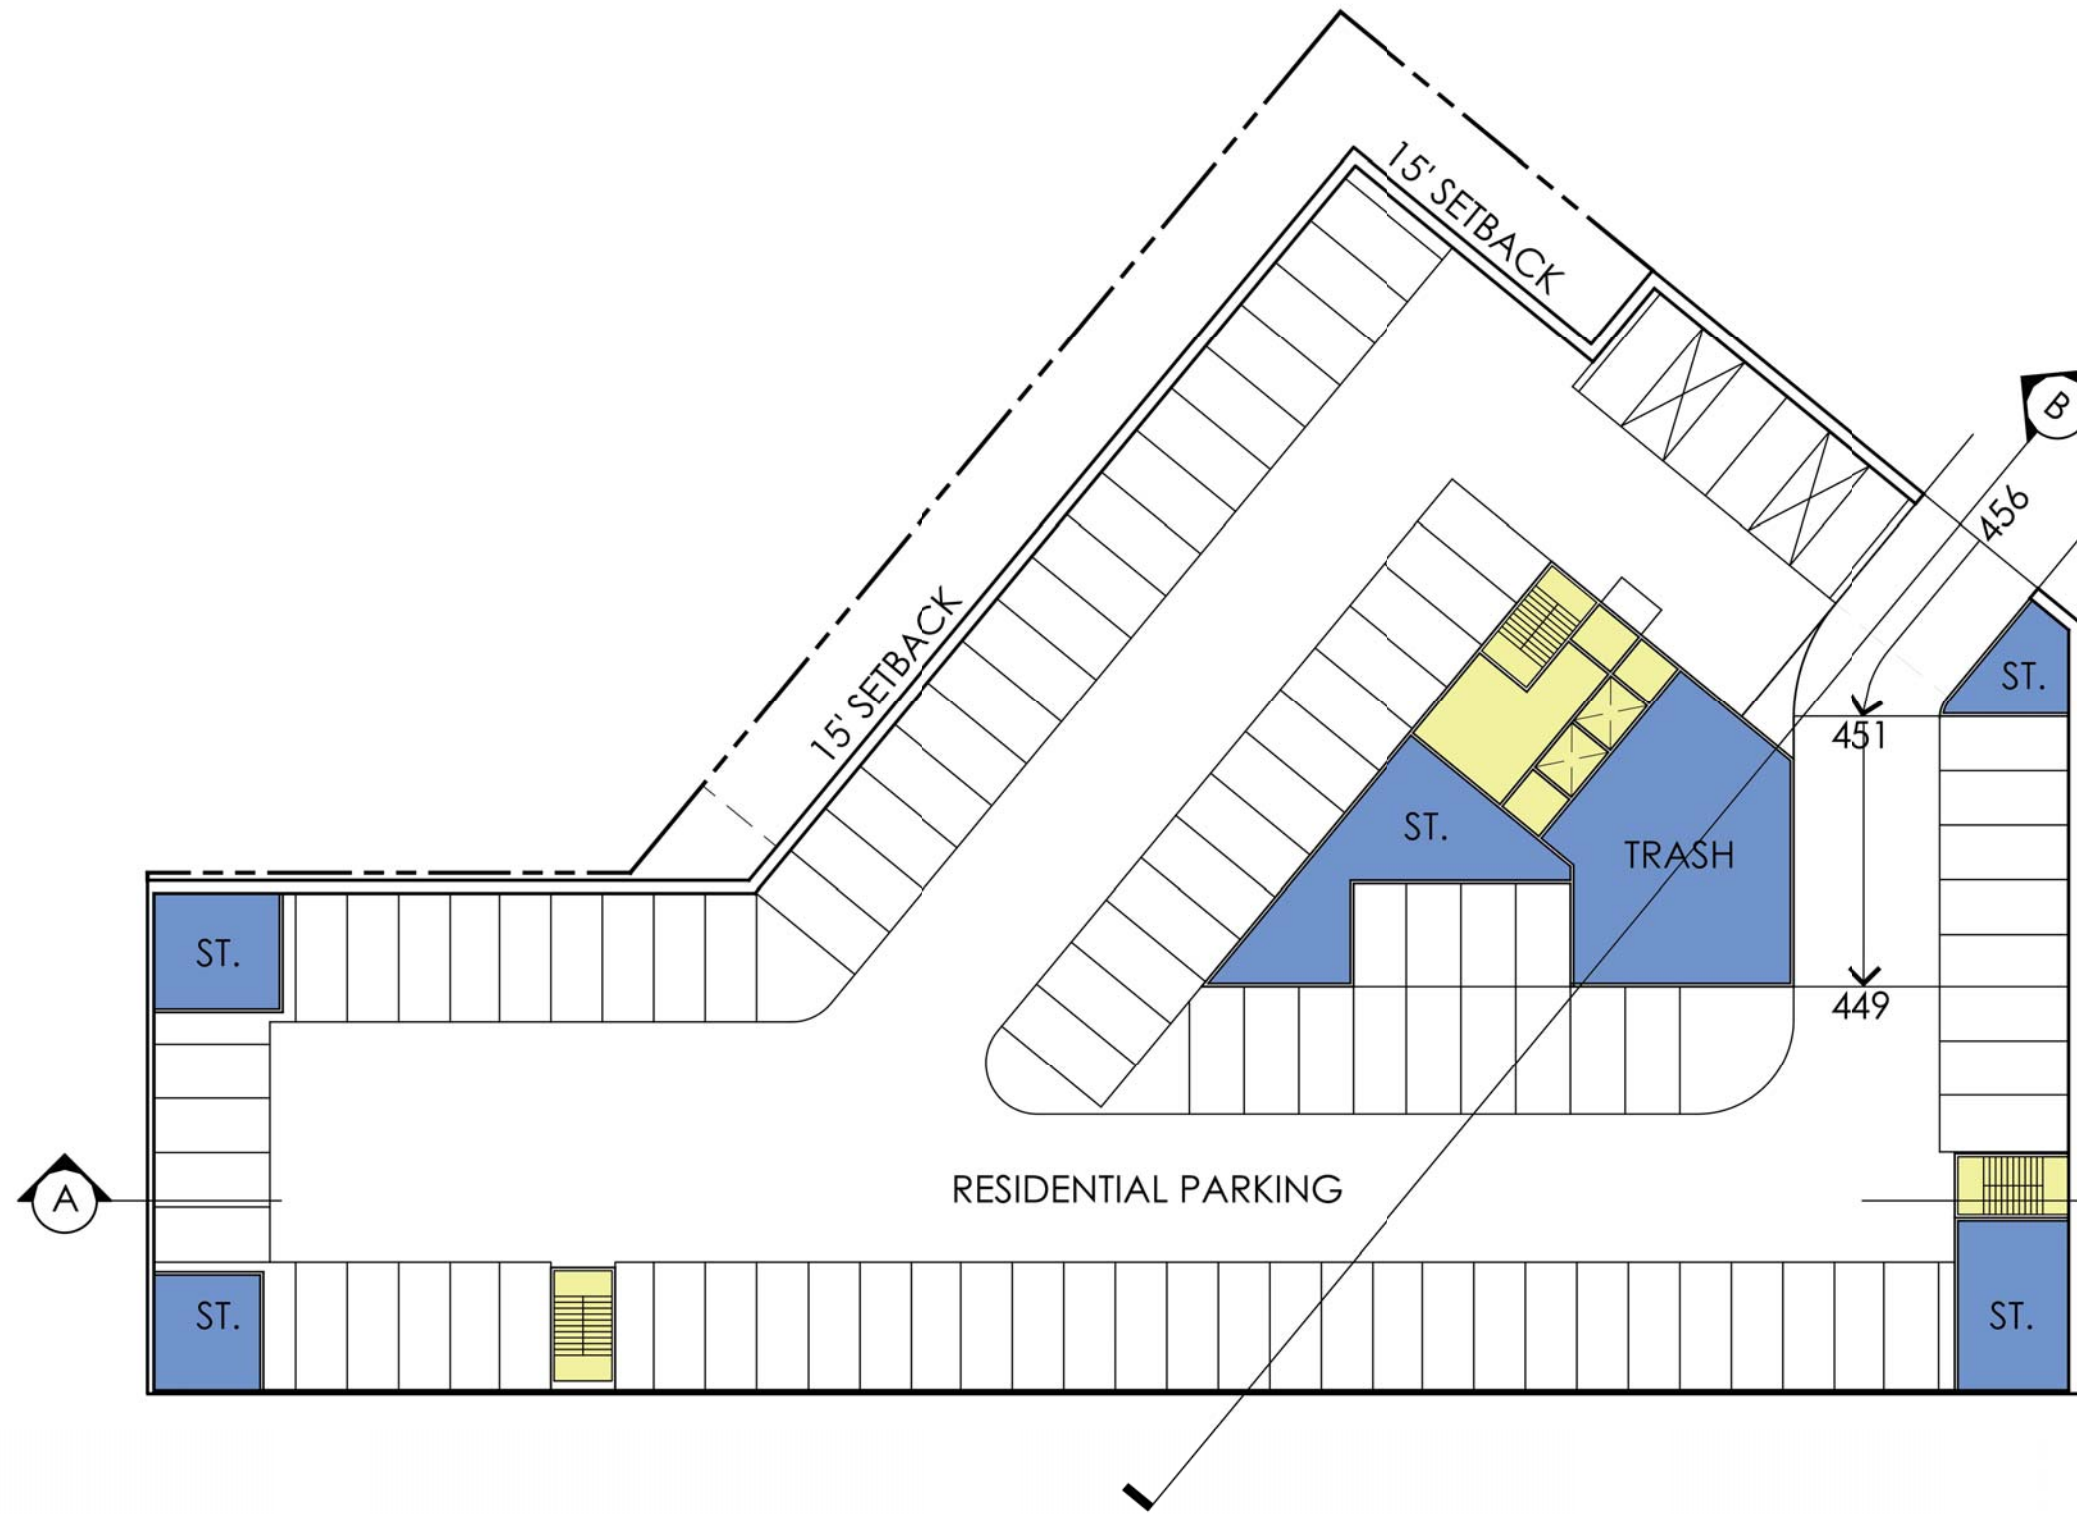 15' SETBACK
B
456
15' SETBACK
ST.
451
ST.
TRASH
ST.
449
RESIDENTIAL PARKING
A
ST.
ST.